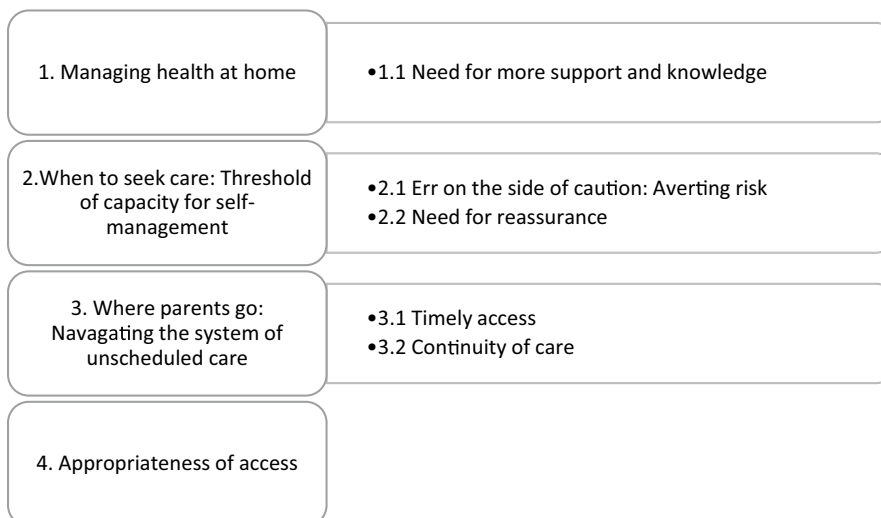 1. Managing health at home
•1.1 Need for more support and knowledge
2.When to seek care: Threshold
of capacity for self-
management
•2.1 Err on the side of caution: Averting risk
•2.2 Need for reassurance
3. Where parents go:
Navagating the system of
unscheduled care
•3.1 Timely access
•3.2 Continuity of care
4. Appropriateness of access